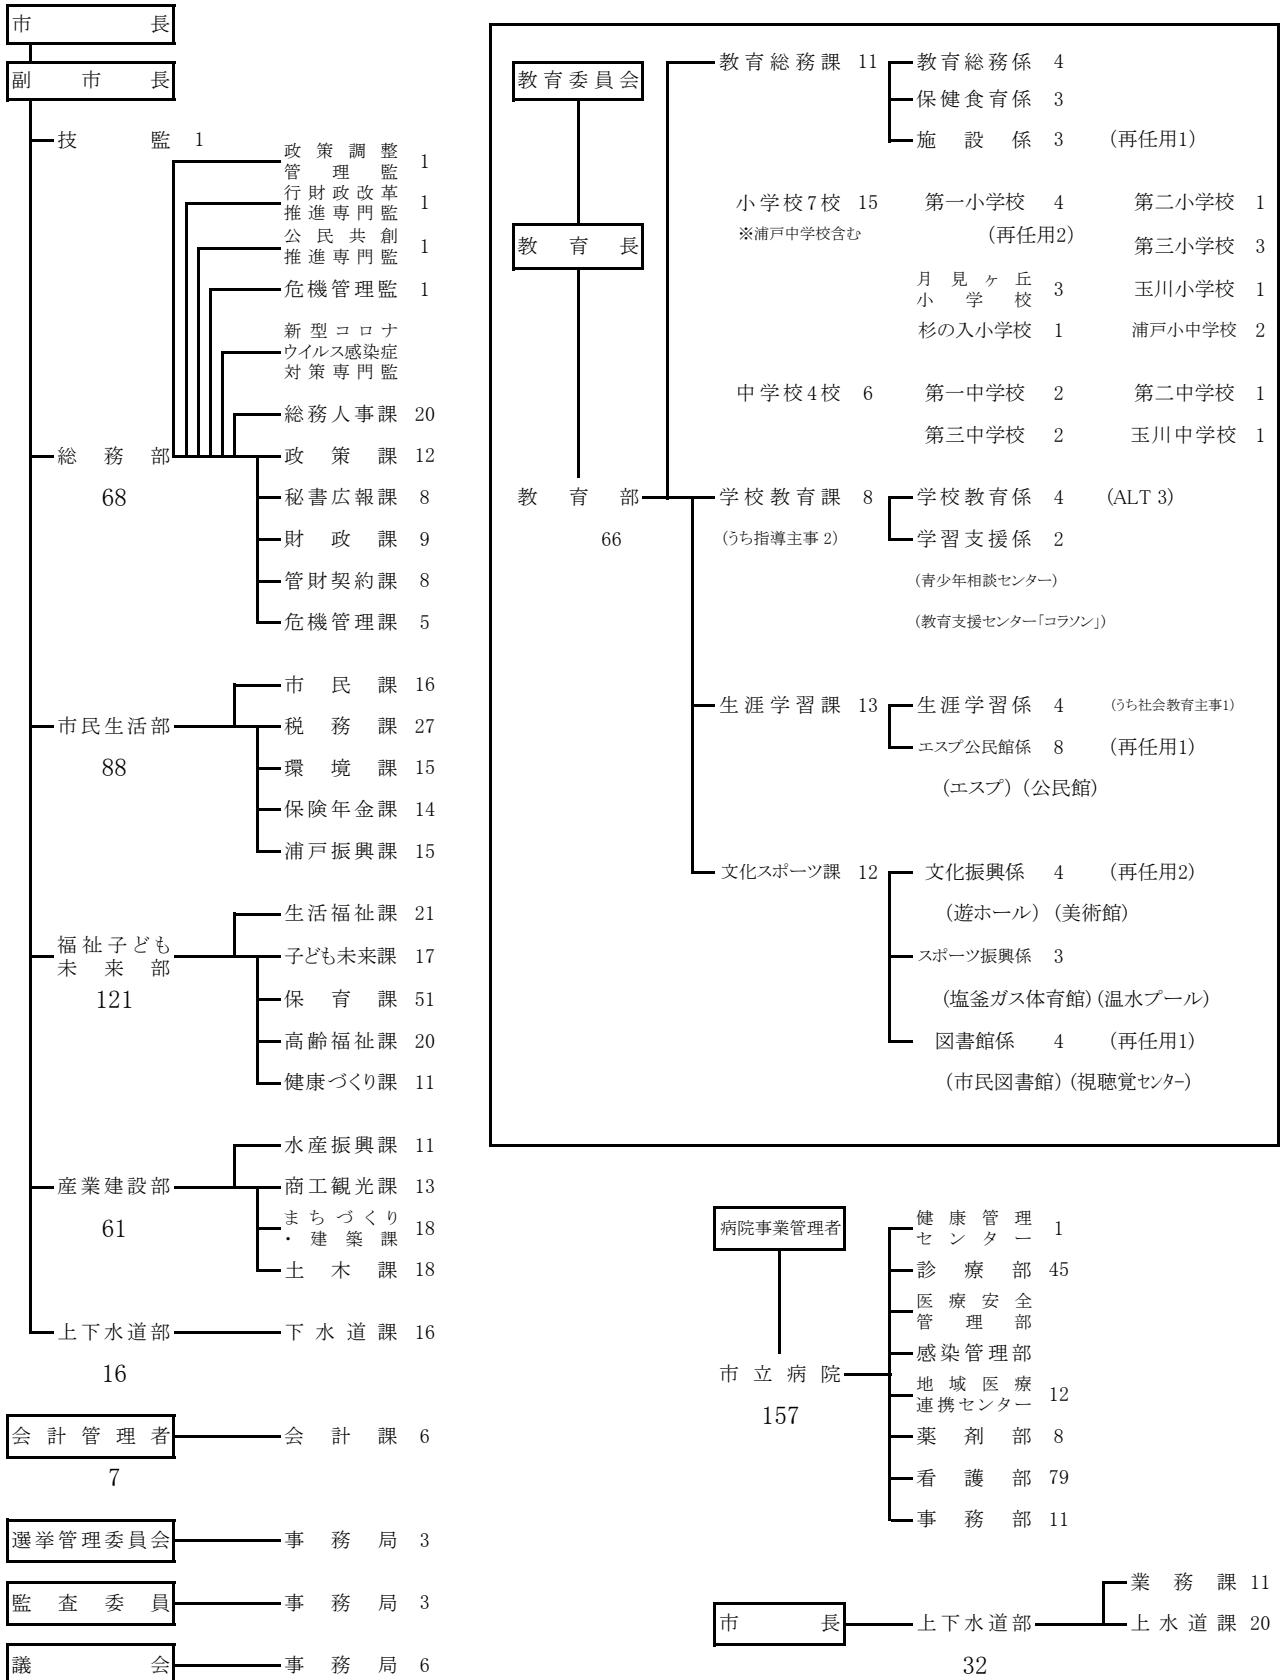 市長
副市長
技監 1
政策調整
管理監 1
行財政改革
推進専門監 1
公民共創
推進専門監 1
危機管理監 1
新型コロナ
ウイルス感染症
対策専門監
総務人事課 20
総務部
68
政策課 12
秘書広報課 8
財政課 9
管財契約課 8
危機管理課 5
市民課 16
市民生活部
88
税務課 27
環境課 15
保険年金課 14
浦戸振興課 15
生活福祉課 21
福祉子ども
未来部
121
子ども未来課 17
保育課 51
高齢福祉課 20
健康づくり課 11
水産振興課 11
産業建設部
61
商工観光課 13
まちづくり
・建築課 18
土木課 18
上下水道部
16
下水道課 16
会計管理者
7
会計課 6
選挙管理委員会 事務局 3
監査委員 事務局 3
議会 事務局 6
教育委員会
教育長
教育部
66
教育総務課 11
教育総務係 4
保健食育係 3
施設係 3 (再任用1)
小学校7校 15
※浦戸中学校含む
第一小学校 4
(再任用2)
第二小学校 1
第三小学校 3
月見ヶ丘
小学校 3
玉川小学校 1
杉の入小学校 1
浦戸小中学校 2
中学校4校 6
第一中学校 2
第二中学校 1
第三中学校 2
玉川中学校 1
学校教育課 8
(うち指導主事 2)
学校教育係 4 (ALT 3)
学習支援係 2
(青少年相談センター)
(教育支援センター「コラソン」)
生涯学習課 13
生涯学習係 4 (うち社会教育主事1)
エスプ公民館係 8 (再任用1)
(エスプ) (公民館)
文化スポーツ課 12
文化振興係 4 (再任用2)
(遊ホール) (美術館)
スポーツ振興係 3
(塩釜ガス体育館) (温水プール)
図書館係 4 (再任用1)
(市民図書館) (視聴覚センター)
病院事業管理者
市立病院
157
健康管理
センター 1
診療部 45
医療安全
管理部
感染管理部
地域医療
連携センター 12
薬剤部 8
看護部 79
事務部 11
市長
上下水道部
32
業務課 11
上水道課 20